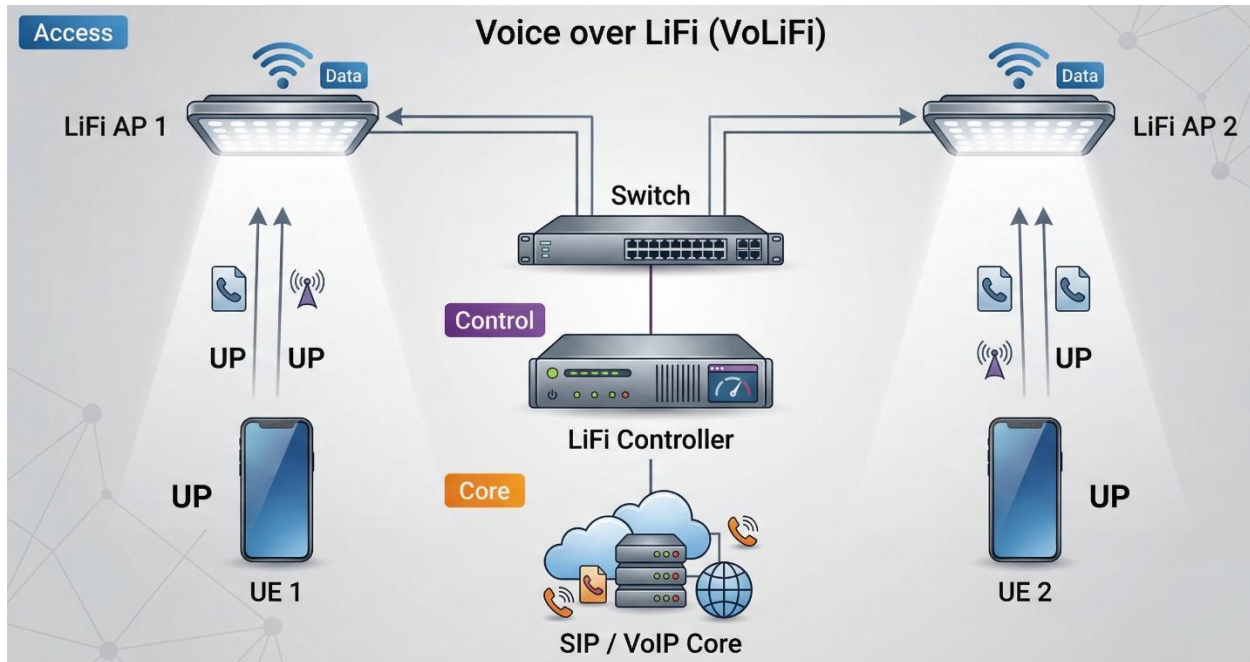 Access
Voice over LiFi (VoLiFi)
Data
Data
LiFi AP 1
LiFi AP 2
Switch
UP
UP
UP
Control
LiFi Controller
UP
UP
Core
UE 1
UE 2
SIP / VoIP Core